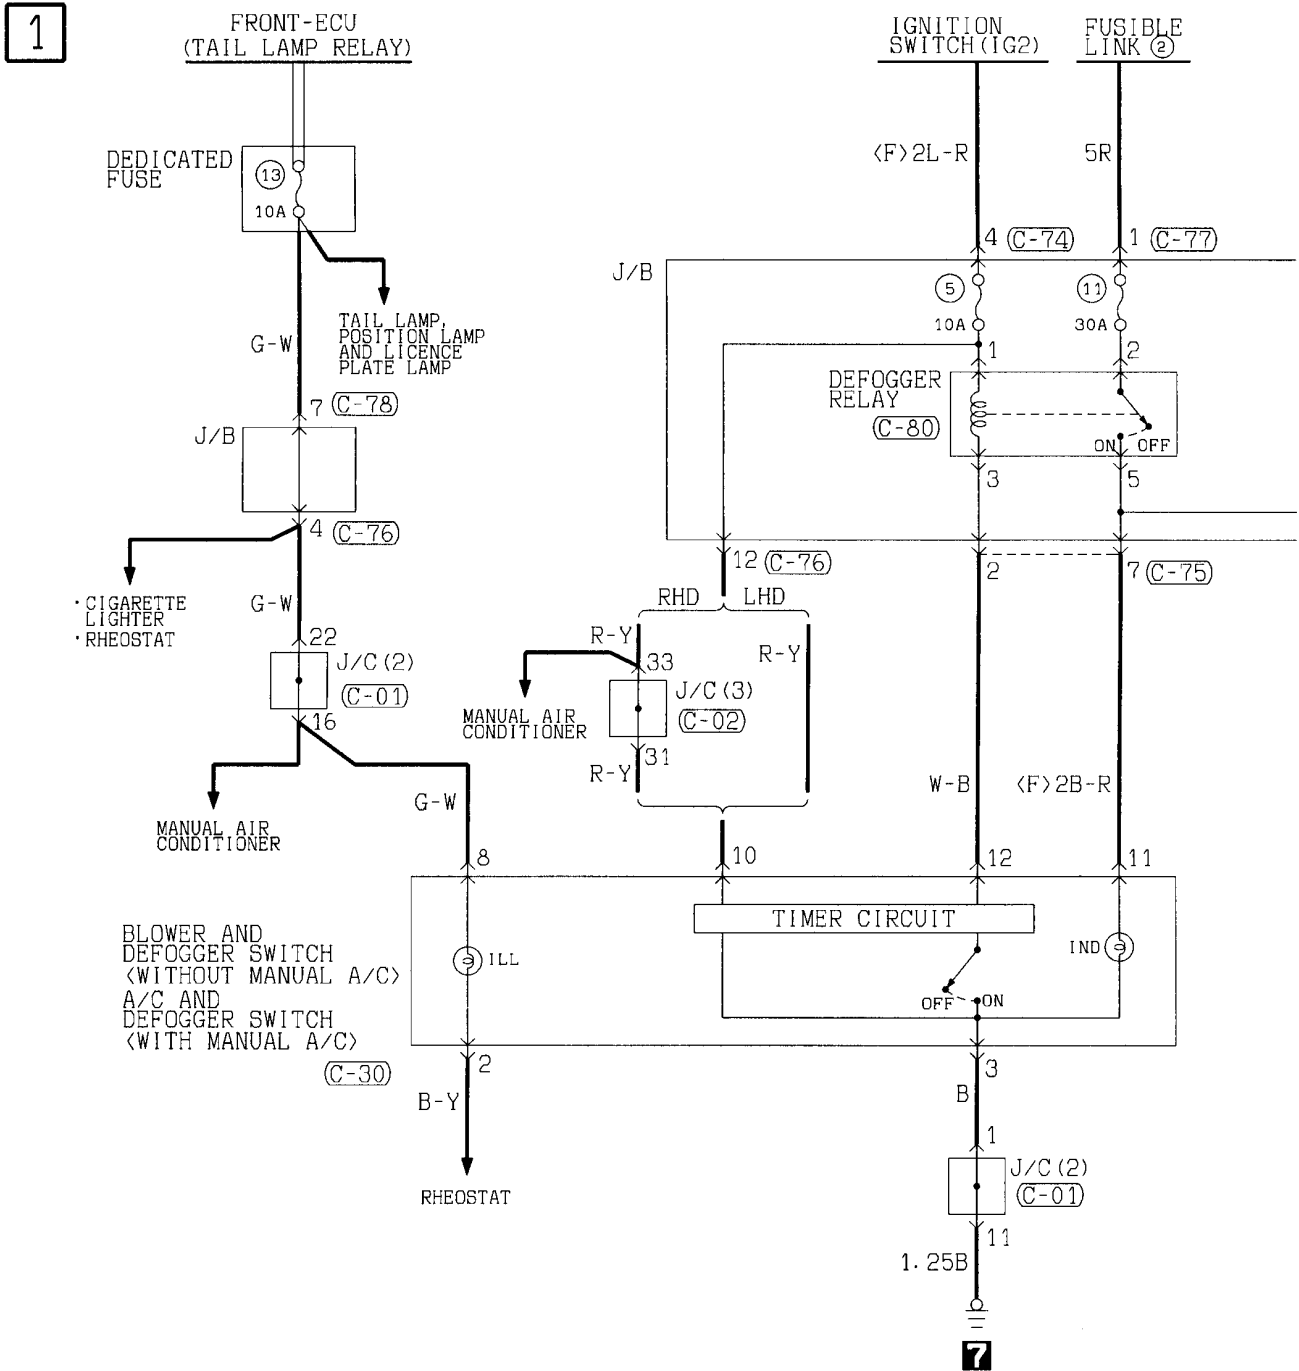 1
FRONT-ECU
(TAIL LAMP RELAY)
IGNITION
SWITCH(IG2)
FUSIBLE
LINK ②
DEDICATED
FUSE
⑬
10A
<F>2L-R
5R
4 C-74
1 C-77
J/B
⑤
10A
⑪
30A
TAIL LAMP,
POSITION LAMP
AND LICENCE
PLATE LAMP
G-W
1
2
DEFOGGER
RELAY
C-80
ON OFF
7 C-78
J/B
3
5
4 C-76
12 C-76
2
7 C-75
·CIGARETTE
LIGHTER
·RHEOSTAT
G-W
RHD LHD
22
J/C(2)
C-01
R-Y
33
R-Y
J/C(3)
C-02
MANUAL AIR
CONDITIONER
16
31
R-Y
W-B
<F>2B-R
G-W
MANUAL AIR
CONDITIONER
8
10
12
11
TIMER CIRCUIT
BLOWER AND
DEFOGGER SWITCH
<WITHOUT MANUAL A/C>
A/C AND
DEFOGGER SWITCH
<WITH MANUAL A/C>
C-30
ILL
IND
OFF ON
2
3
B-Y
B
RHEOSTAT
1
J/C(2)
C-01
11
1.25B
7